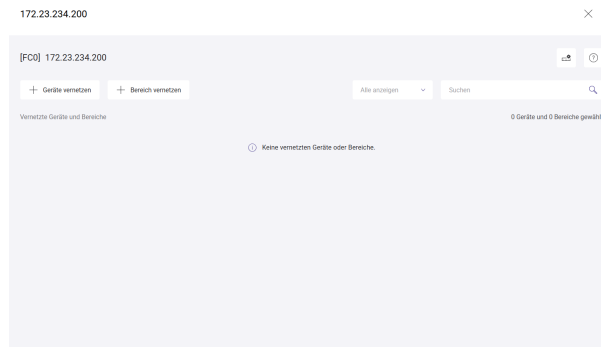 172.23.234.200
[FC0] 172.23.234.200
Geräte vernetzen
Bereich vernetzen
Alle anzeigen
Suchen
Vernetzte Geräte und Bereiche
0 Geräte und 0 Bereiche gewähl
Keine vernetzten Geräte oder Bereiche.